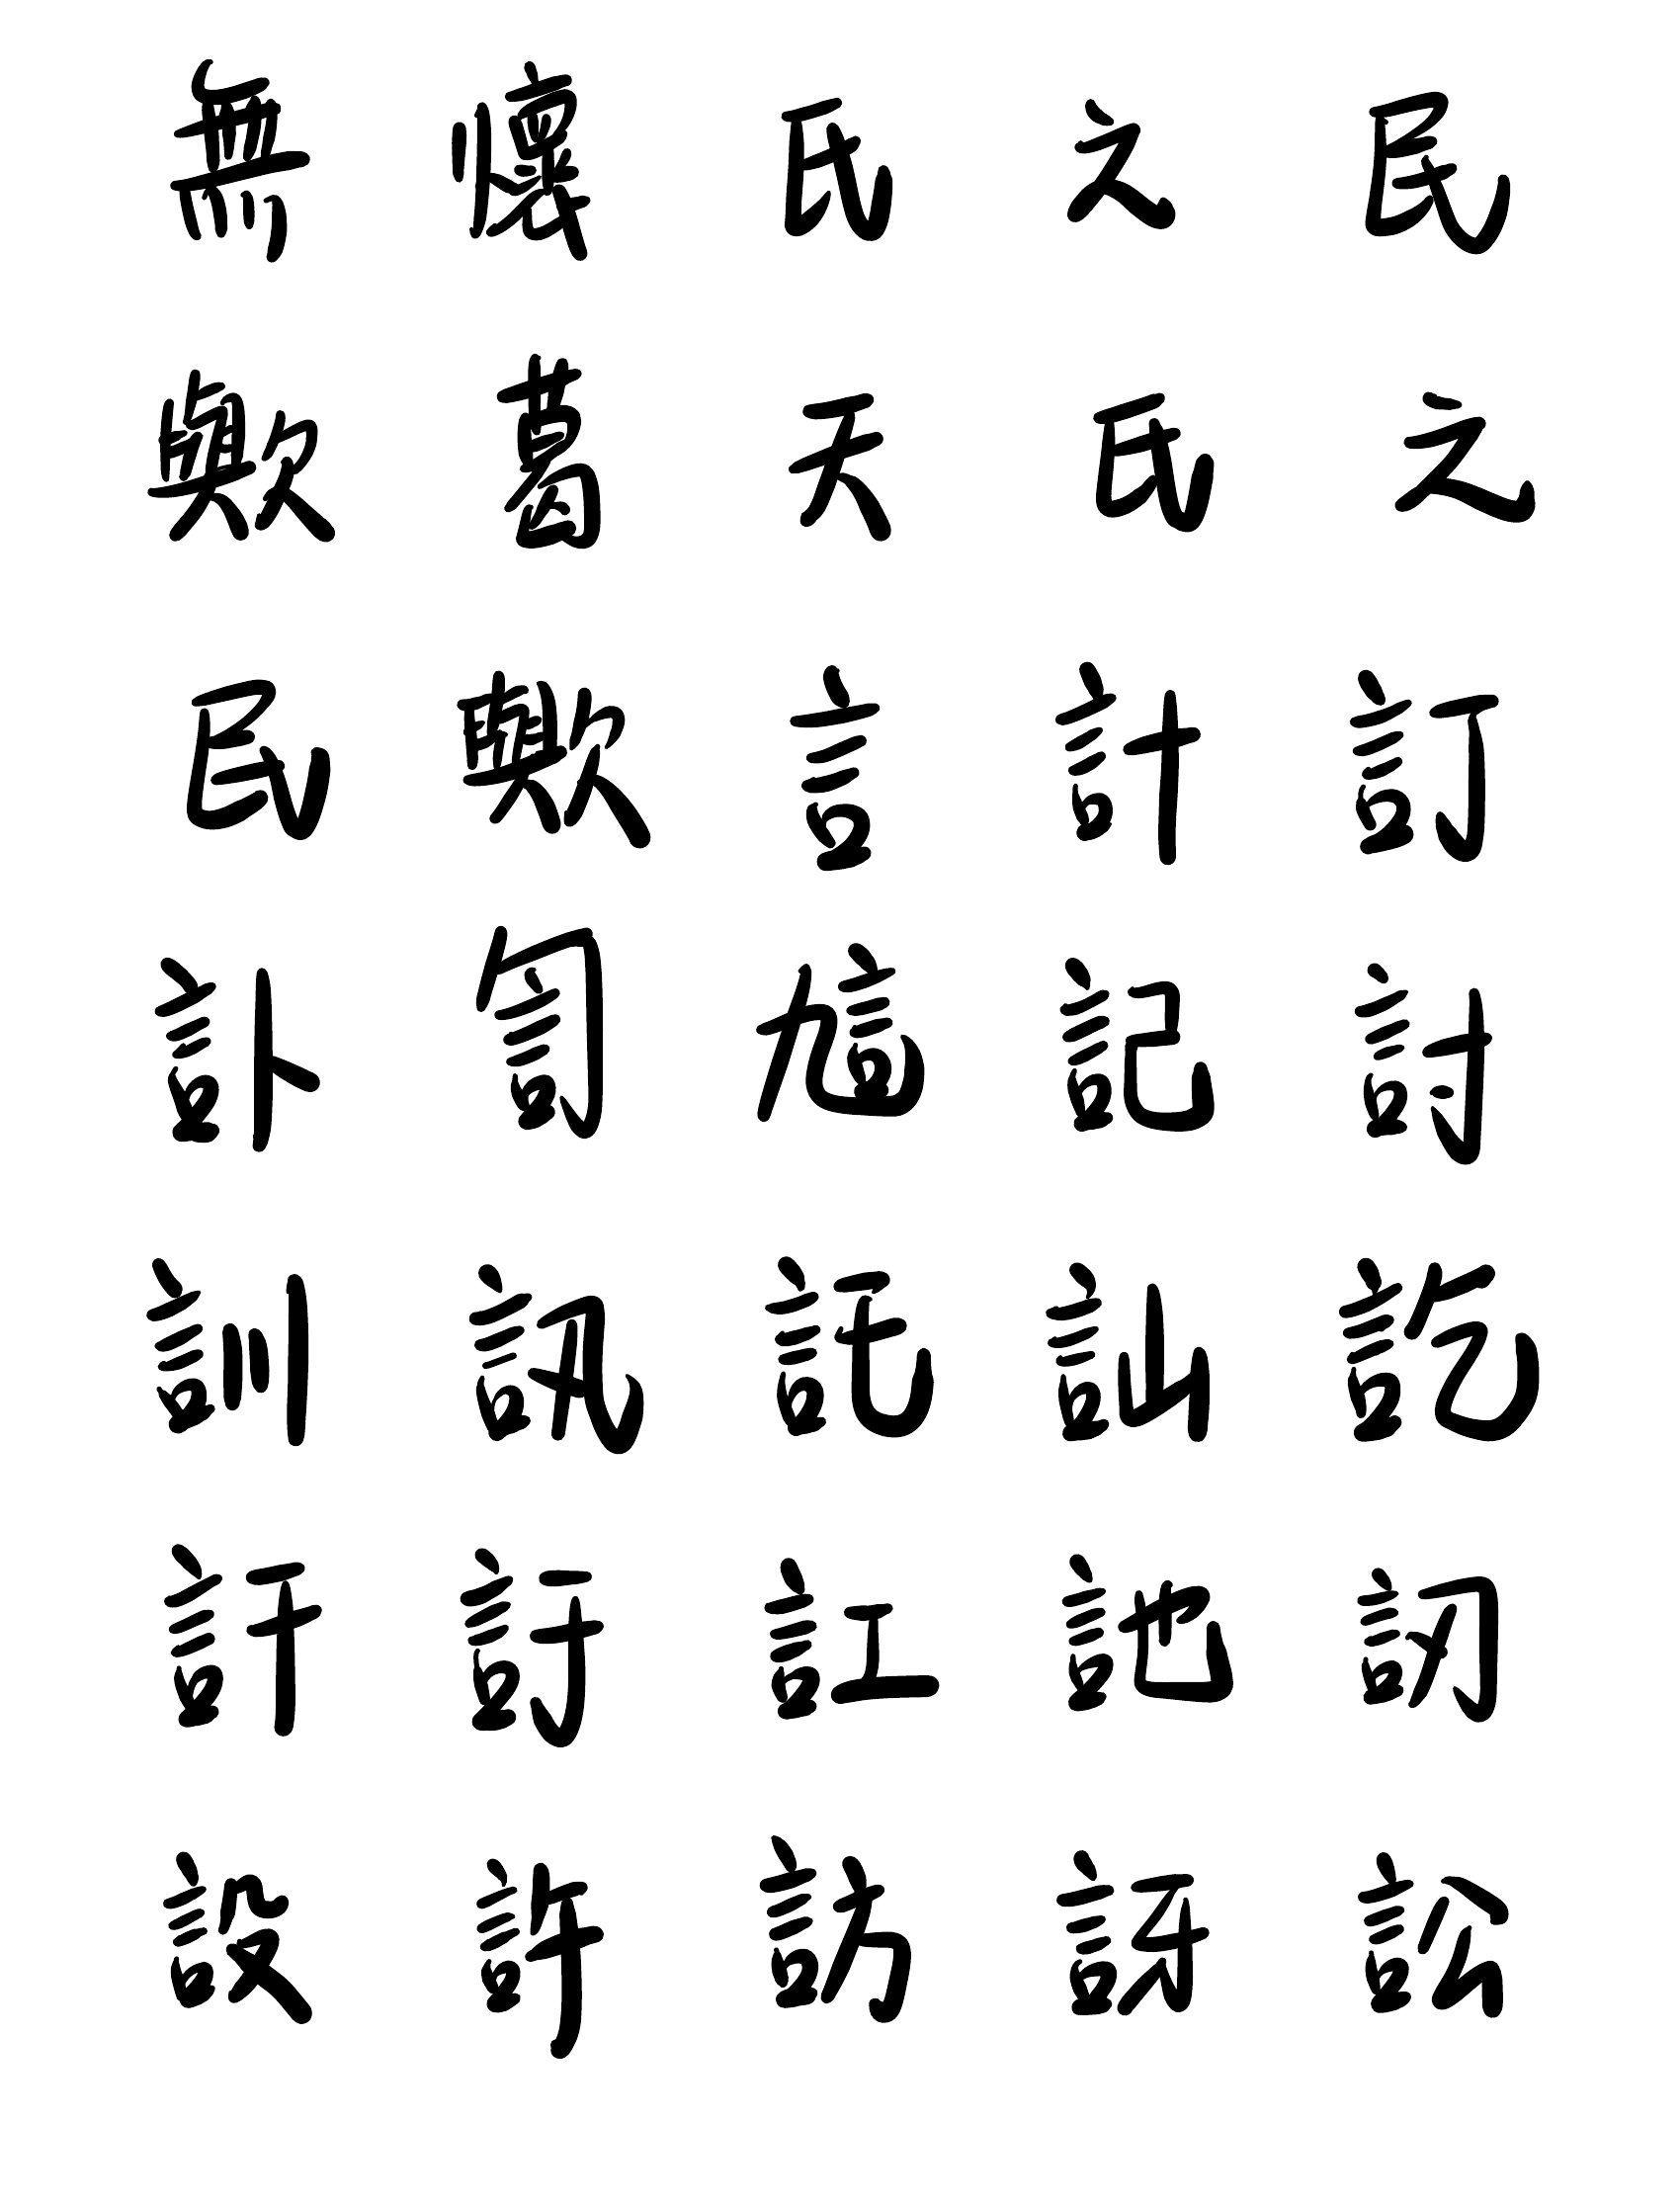 無懷氏之民
歟葛天氏之
民歟言計訂
訃訇訄記討
訓訊託訕訖
訐訏訌訑訒
設許訪訝訟